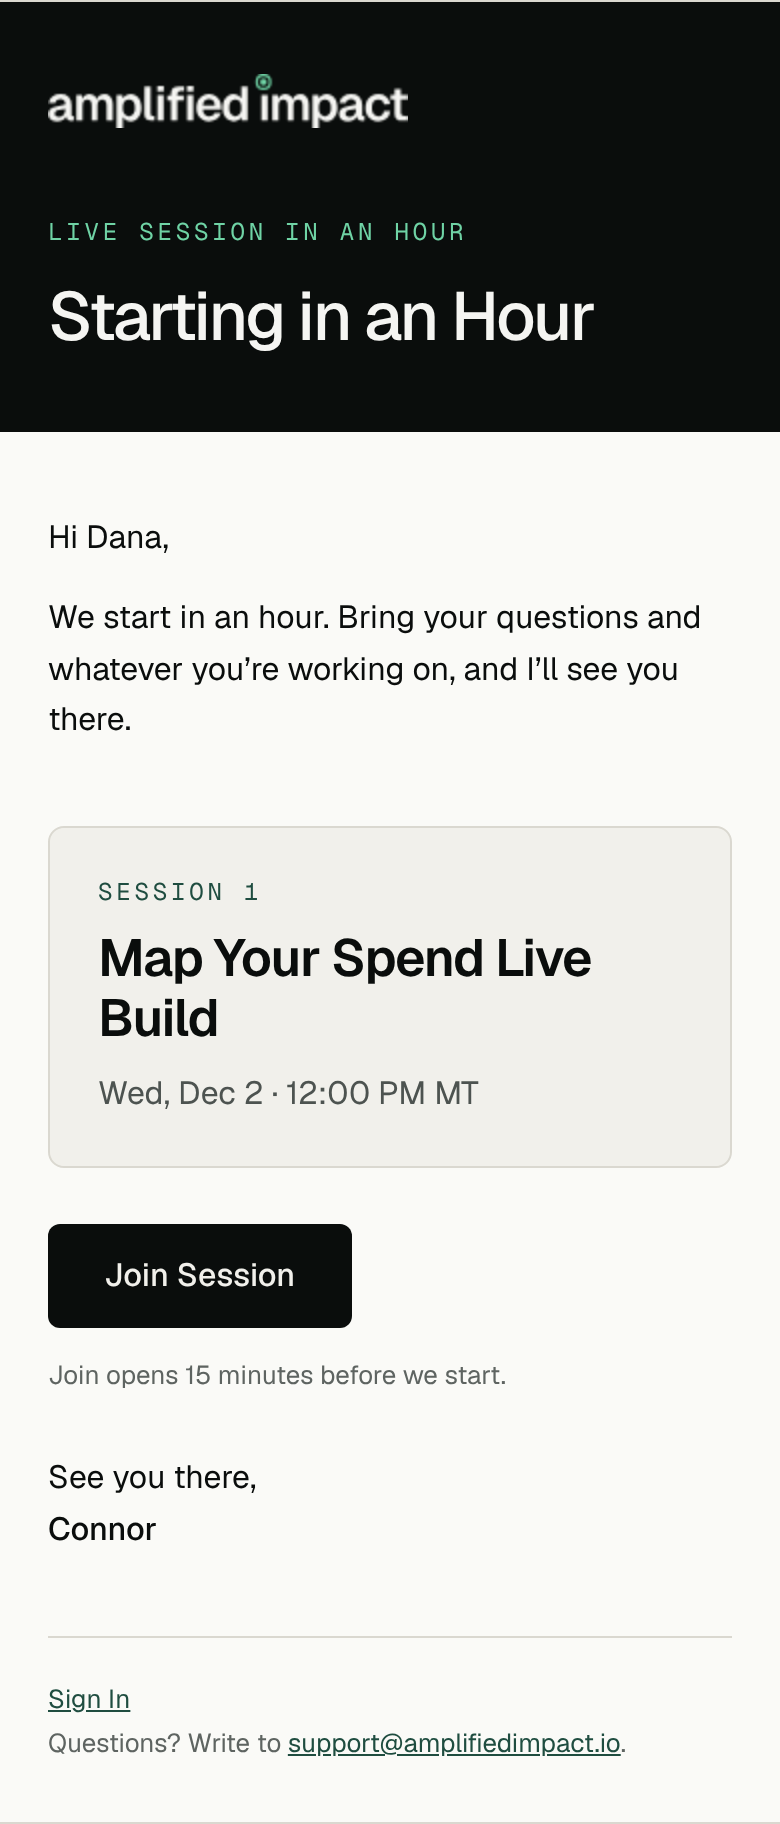 amplified impact
LIVE SESSION IN AN HOUR
Starting in an Hour
Hi Dana,
We start in an hour. Bring your questions and
whatever you’re working on, and I’ll see you
there.
SESSION 1
Map Your Spend Live
Build
Wed, Dec 2 · 12:00 PM MT
Join Session
Join opens 15 minutes before we start.
See you there,
Connor
Sign In
Questions? Write to support@amplifiedimpact.io.